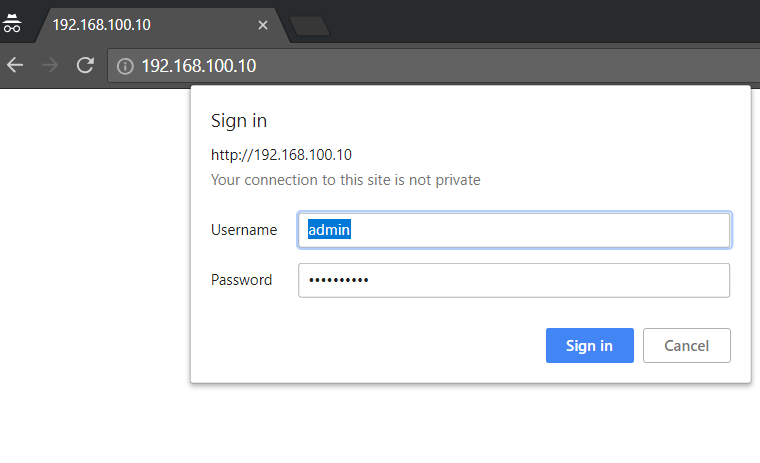 192.168.100.10
192.168.100.10
Sign in
http://192.168.100.10
Your connection to this site is not private
Username admin
Password ••••••••••
Sign in Cancel